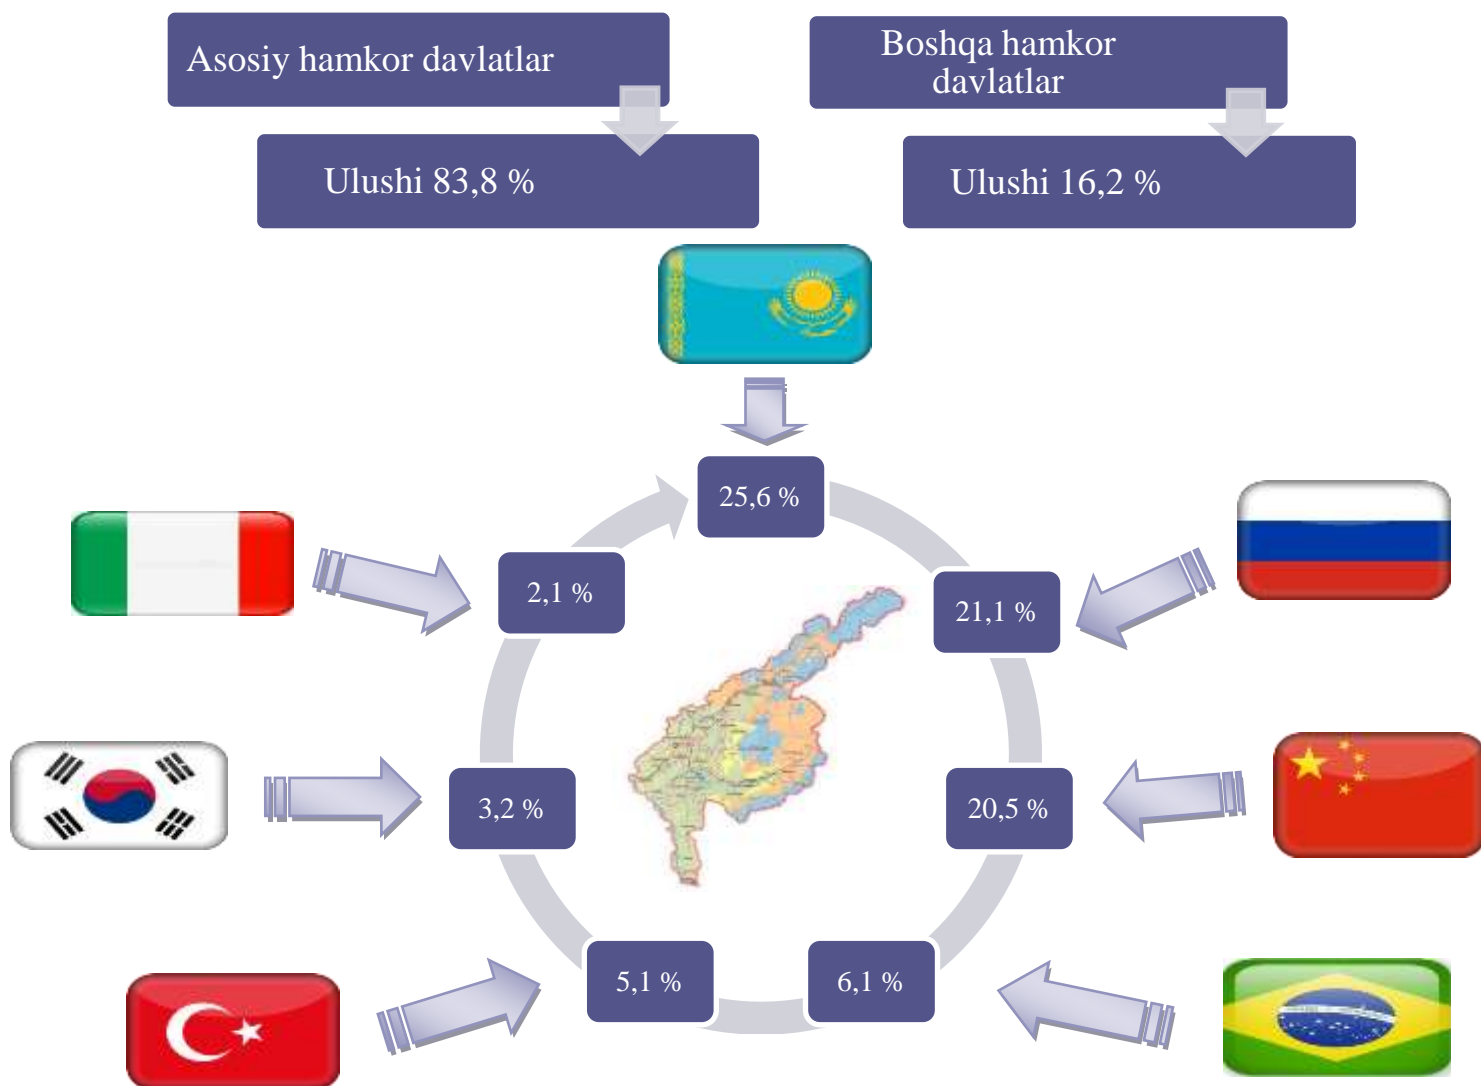 Asosiy hamkor davlatlar
Boshqa hamkor
davlatlar
Ulushi 83,8 %
Ulushi 16,2 %
25,6 %
2,1 %
21,1 %
3,2 %
20,5 %
5,1 %
6,1 %